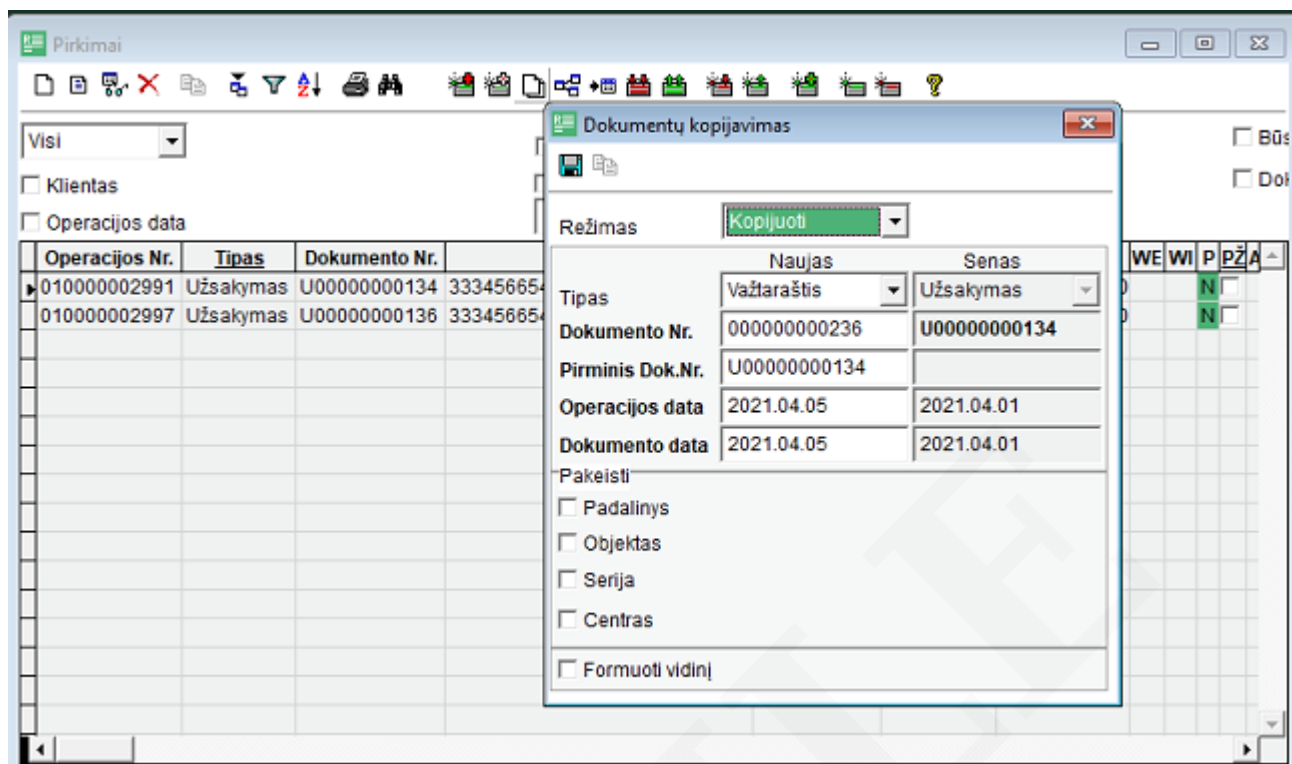 Pirkimai
Dokumentų kopijavimas
Visi
Klientas
Operacijos data
Režimas Kopijuoti
Naujas Senas
Tipas Važtaraštis Užsakymas
Dokumento Nr. 000000000236 U00000000134
Pirminis Dok.Nr. U00000000134
Operacijos data 2021.04.05 2021.04.01
Dokumento data 2021.04.05 2021.04.01
Pakeisti
Padalinys
Objektas
Serija
Centras
Formuoti vidinį
Operacijos Nr. Tipas Dokumento Nr. WE WI P PŽ A
010000002991 Užsakymas U00000000134 333456654 N
010000002997 Užsakymas U00000000136 333456654 N